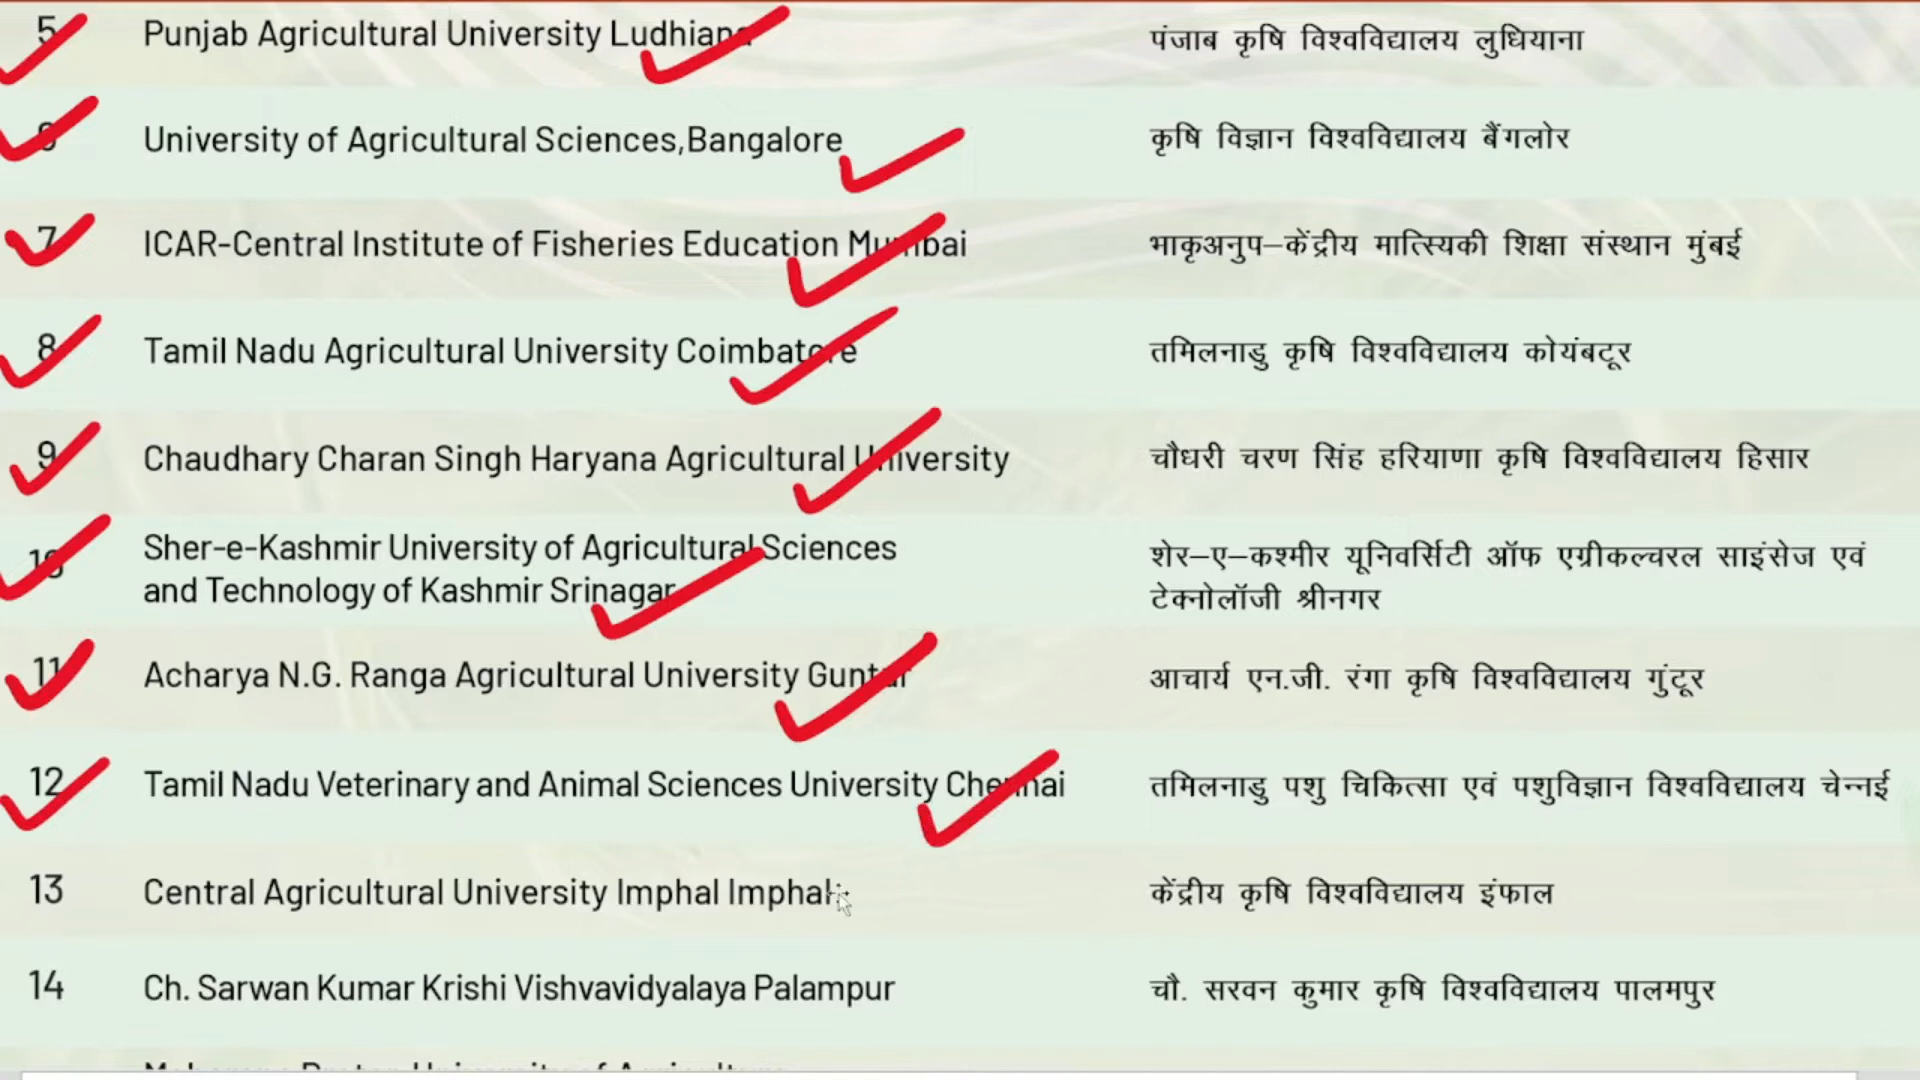 5 Punjab Agricultural University Ludhiana पंजाब कृषि विश्वविद्यालय लुधियाना
6 University of Agricultural Sciences,Bangalore कृषि विज्ञान विश्वविद्यालय बैंगलोर
7 ICAR-Central Institute of Fisheries Education Mumbai भाकृअनुप–केंद्रीय मात्स्यिकी शिक्षा संस्थान मुंबई
8 Tamil Nadu Agricultural University Coimbatore तमिलनाडु कृषि विश्वविद्यालय कोयंबटूर
9 Chaudhary Charan Singh Haryana Agricultural University चौधरी चरण सिंह हरियाणा कृषि विश्वविद्यालय हिसार
10 Sher-e-Kashmir University of Agricultural Sciences शेर–ए–कश्मीर यूनिवर्सिटी ऑफ एग्रीकल्चरल साइंसेज एवं
and Technology of Kashmir Srinagar टेक्नोलॉजी श्रीनगर
11 Acharya N.G. Ranga Agricultural University Guntur आचार्य एन.जी. रंगा कृषि विश्वविद्यालय गुंटूर
12 Tamil Nadu Veterinary and Animal Sciences University Chennai तमिलनाडु पशु चिकित्सा एवं पशुविज्ञान विश्वविद्यालय चेन्नई
13 Central Agricultural University Imphal Imphal केंद्रीय कृषि विश्वविद्यालय इंफाल
14 Ch. Sarwan Kumar Krishi Vishvavidyalaya Palampur चौ. सरवन कुमार कृषि विश्वविद्यालय पालमपुर